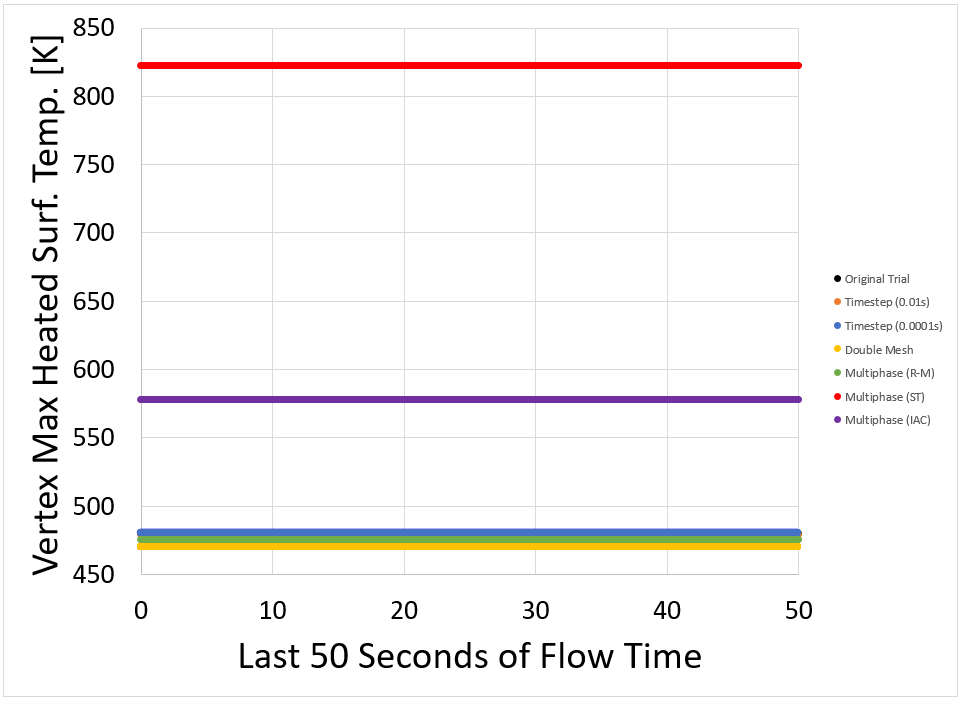 Vertex Max Heated Surf. Temp. [K]
850
800
750
700
650
600
550
500
450
0 10 20 30 40 50
Last 50 Seconds of Flow Time
Original Trial
Timestep (0.01s)
Timestep (0.0001s)
Double Mesh
Multiphase (R-M)
Multiphase (ST)
Multiphase (IAC)